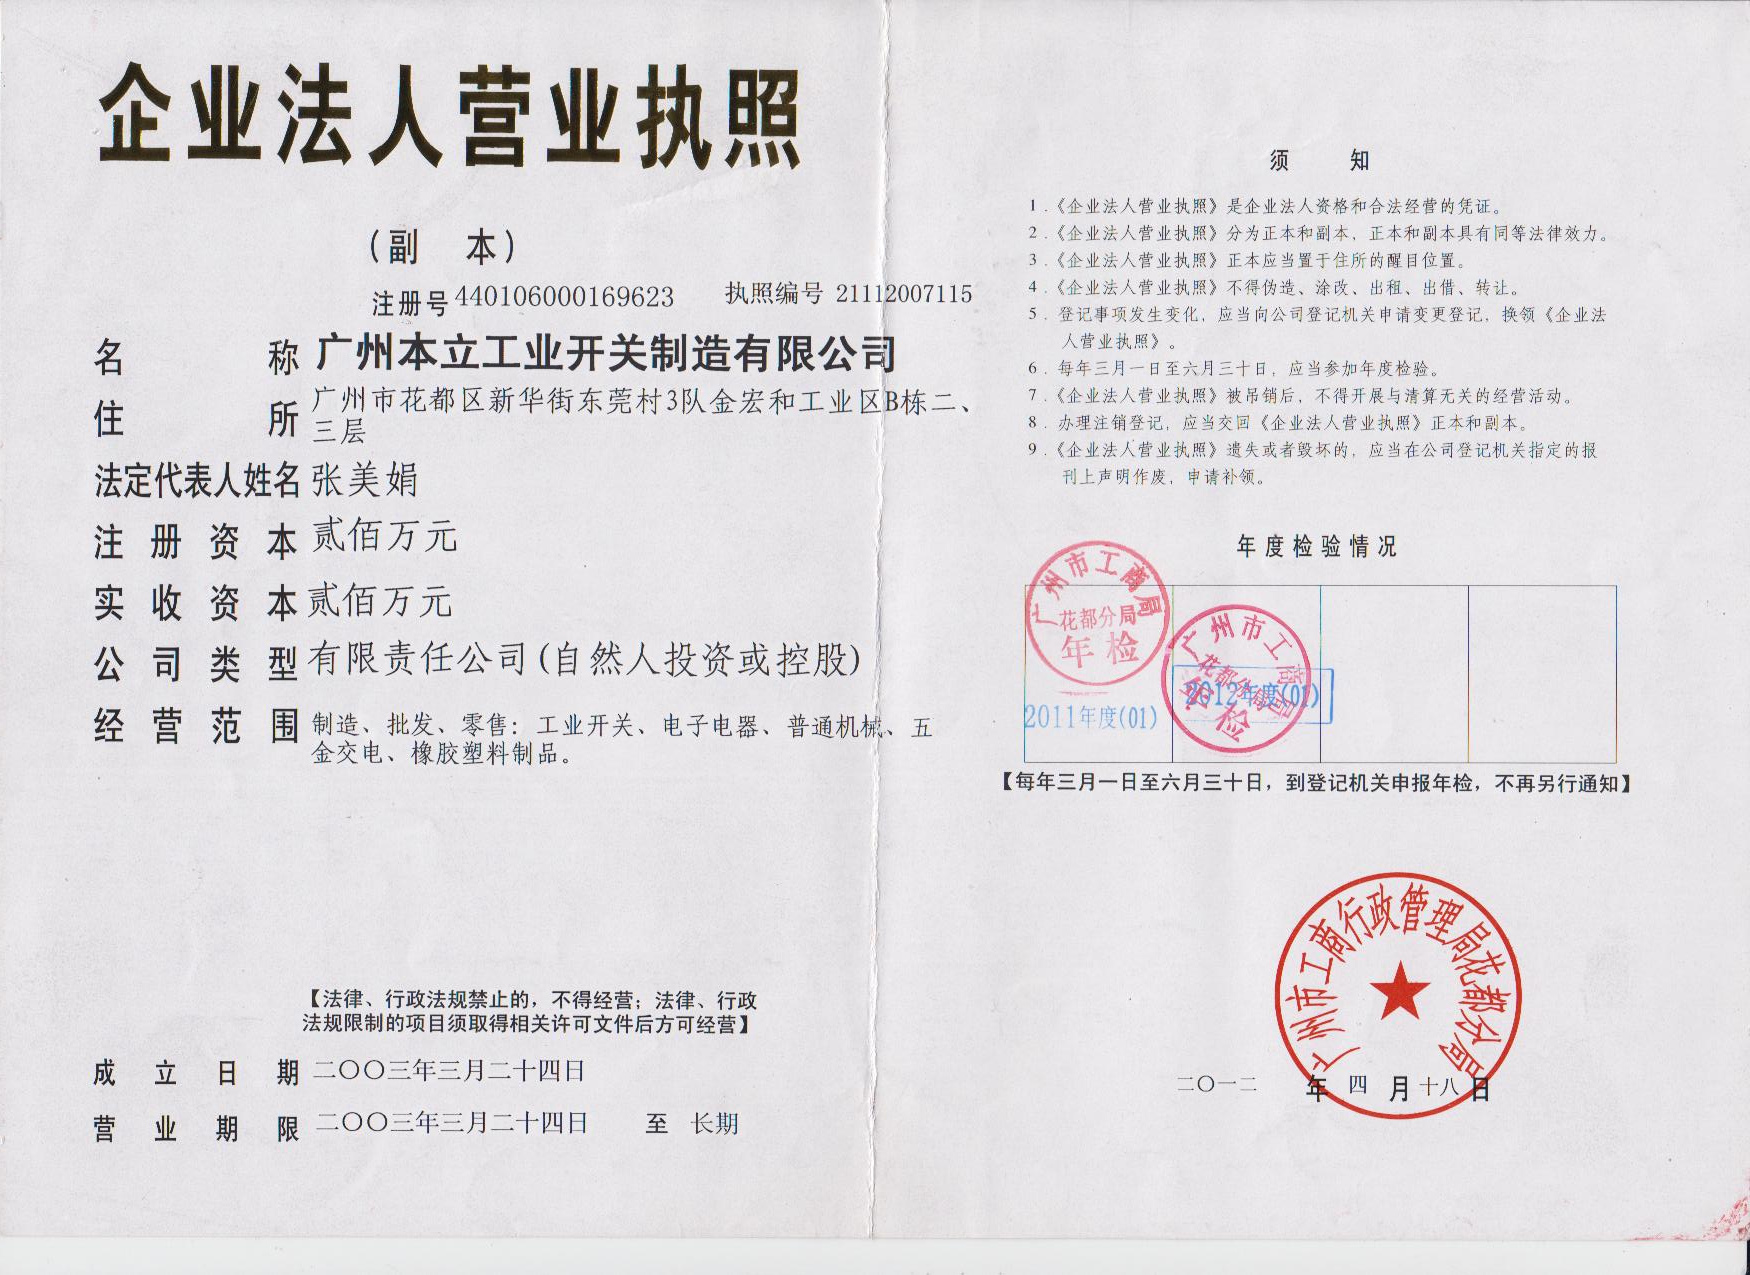 企业法人营业执照
（副 本）
注册号 440106000169623 执照编号 21112007115
名 称 广州本立工业开关制造有限公司
住 所 广州市花都区新华街东莞村3队金宏和工业区B栋二、
三层
法定代表人姓名 张美娟
注 册 资 本 贰佰万元
实 收 资 本 贰佰万元
公 司 类 型 有限责任公司(自然人投资或控股)
经 营 范 围 制造、批发、零售：工业开关、电子电器、普通机械、五
金交电、橡胶塑料制品。
【法律、行政法规禁止的，不得经营；法律、行政
法规限制的项目须取得相关许可文件后方可经营】
成 立 日 期 二〇〇三年三月二十四日
营 业 期 限 二〇〇三年三月二十四日 至 长期
须 知
1．《企业法人营业执照》是企业法人资格和合法经营的凭证。
2．《企业法人营业执照》分为正本和副本，正本和副本具有同等法律效力。
3．《企业法人营业执照》正本应当置于住所的醒目位置。
4．《企业法人营业执照》不得伪造、涂改、出租、出借、转让。
5．登记事项发生变化，应当向公司登记机关申请变更登记，换领《企业法
人营业执照》。
6．每年三月一日至六月三十日，应当参加年度检验。
7．《企业法人营业执照》被吊销后，不得开展与清算无关的经营活动。
8．办理注销登记，应当交回《企业法人营业执照》正本和副本。
9．《企业法人营业执照》遗失或者毁坏的，应当在公司登记机关指定的报
刊上声明作废，申请补领。
年度检验情况
广州市工商局
花都分局
年检
2011年度(01)
广州市工商局
花都分局
年检
2012年度(01)
【每年三月一日至六月三十日，到登记机关申报年检，不再另行通知】
广州市工商行政管理局花都分局
二〇一二 年 四 月 十八 日